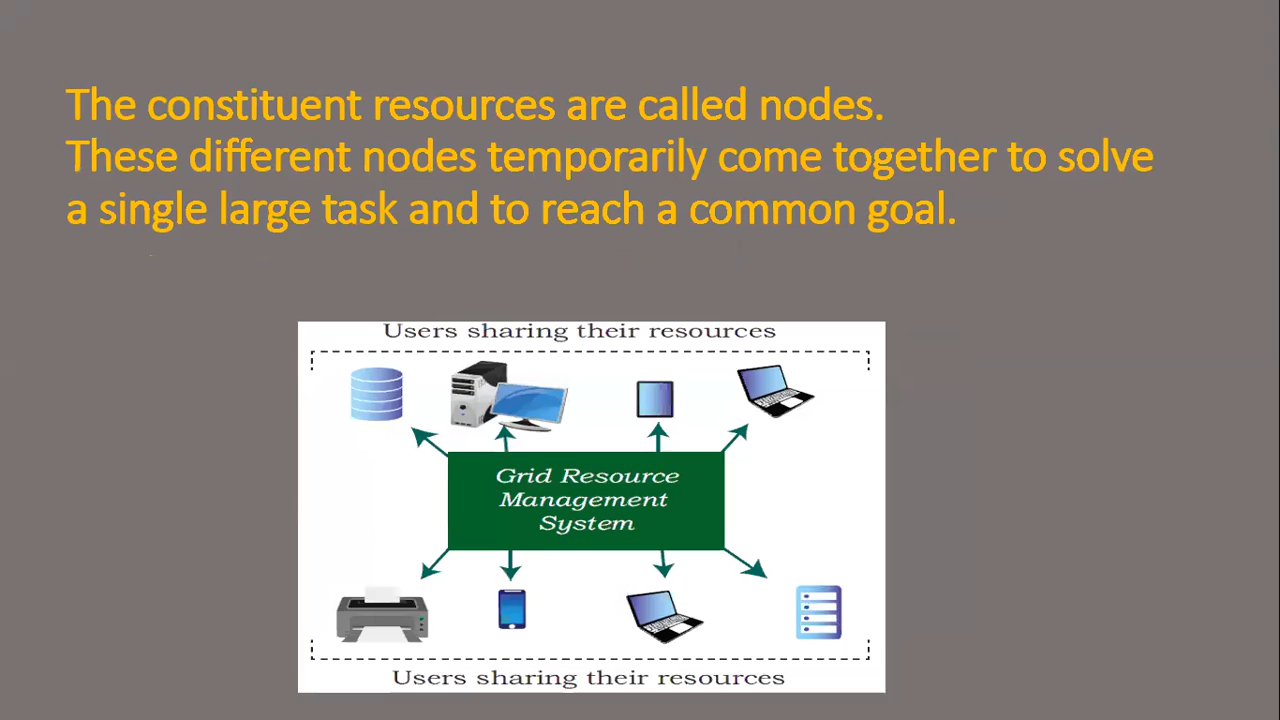 The constituent resources are called nodes.
These different nodes temporarily come together to solve
a single large task and to reach a common goal.
Users sharing their resources
Grid Resource
Management
System
Users sharing their resources